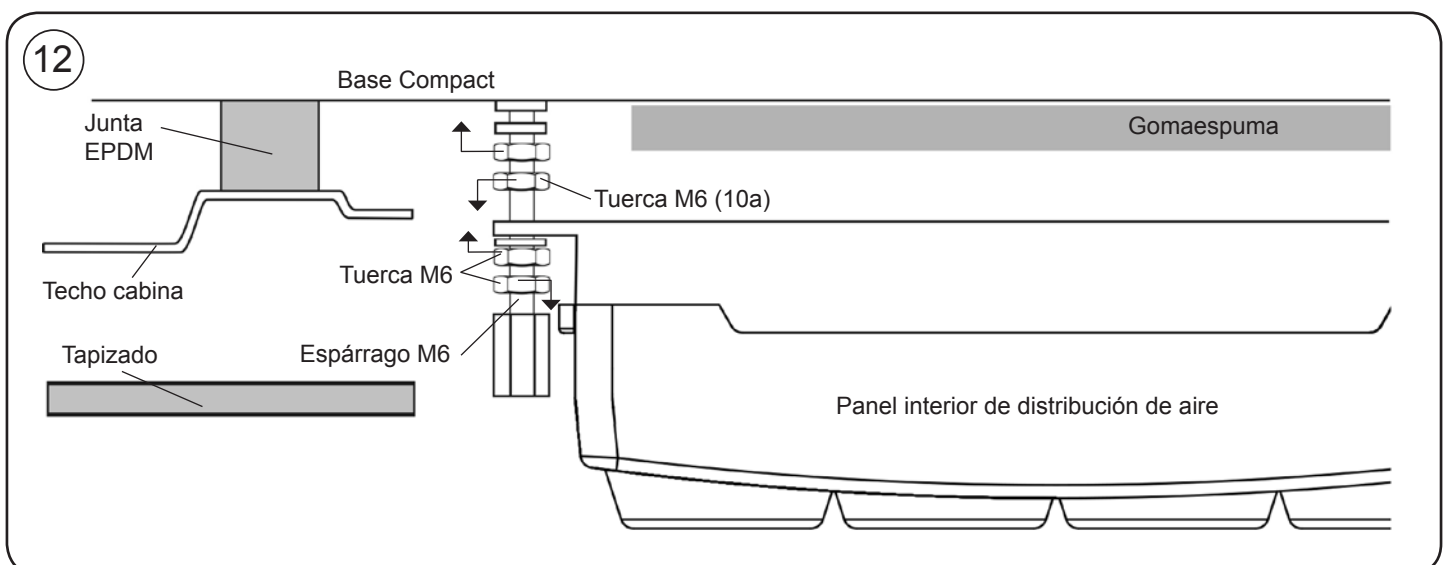 12
Base Compact
Junta
EPDM
Gomaespuma
Tuerca M6 (10a)
Tuerca M6
Techo cabina
Tapizado
Espárrago M6
Panel interior de distribución de aire